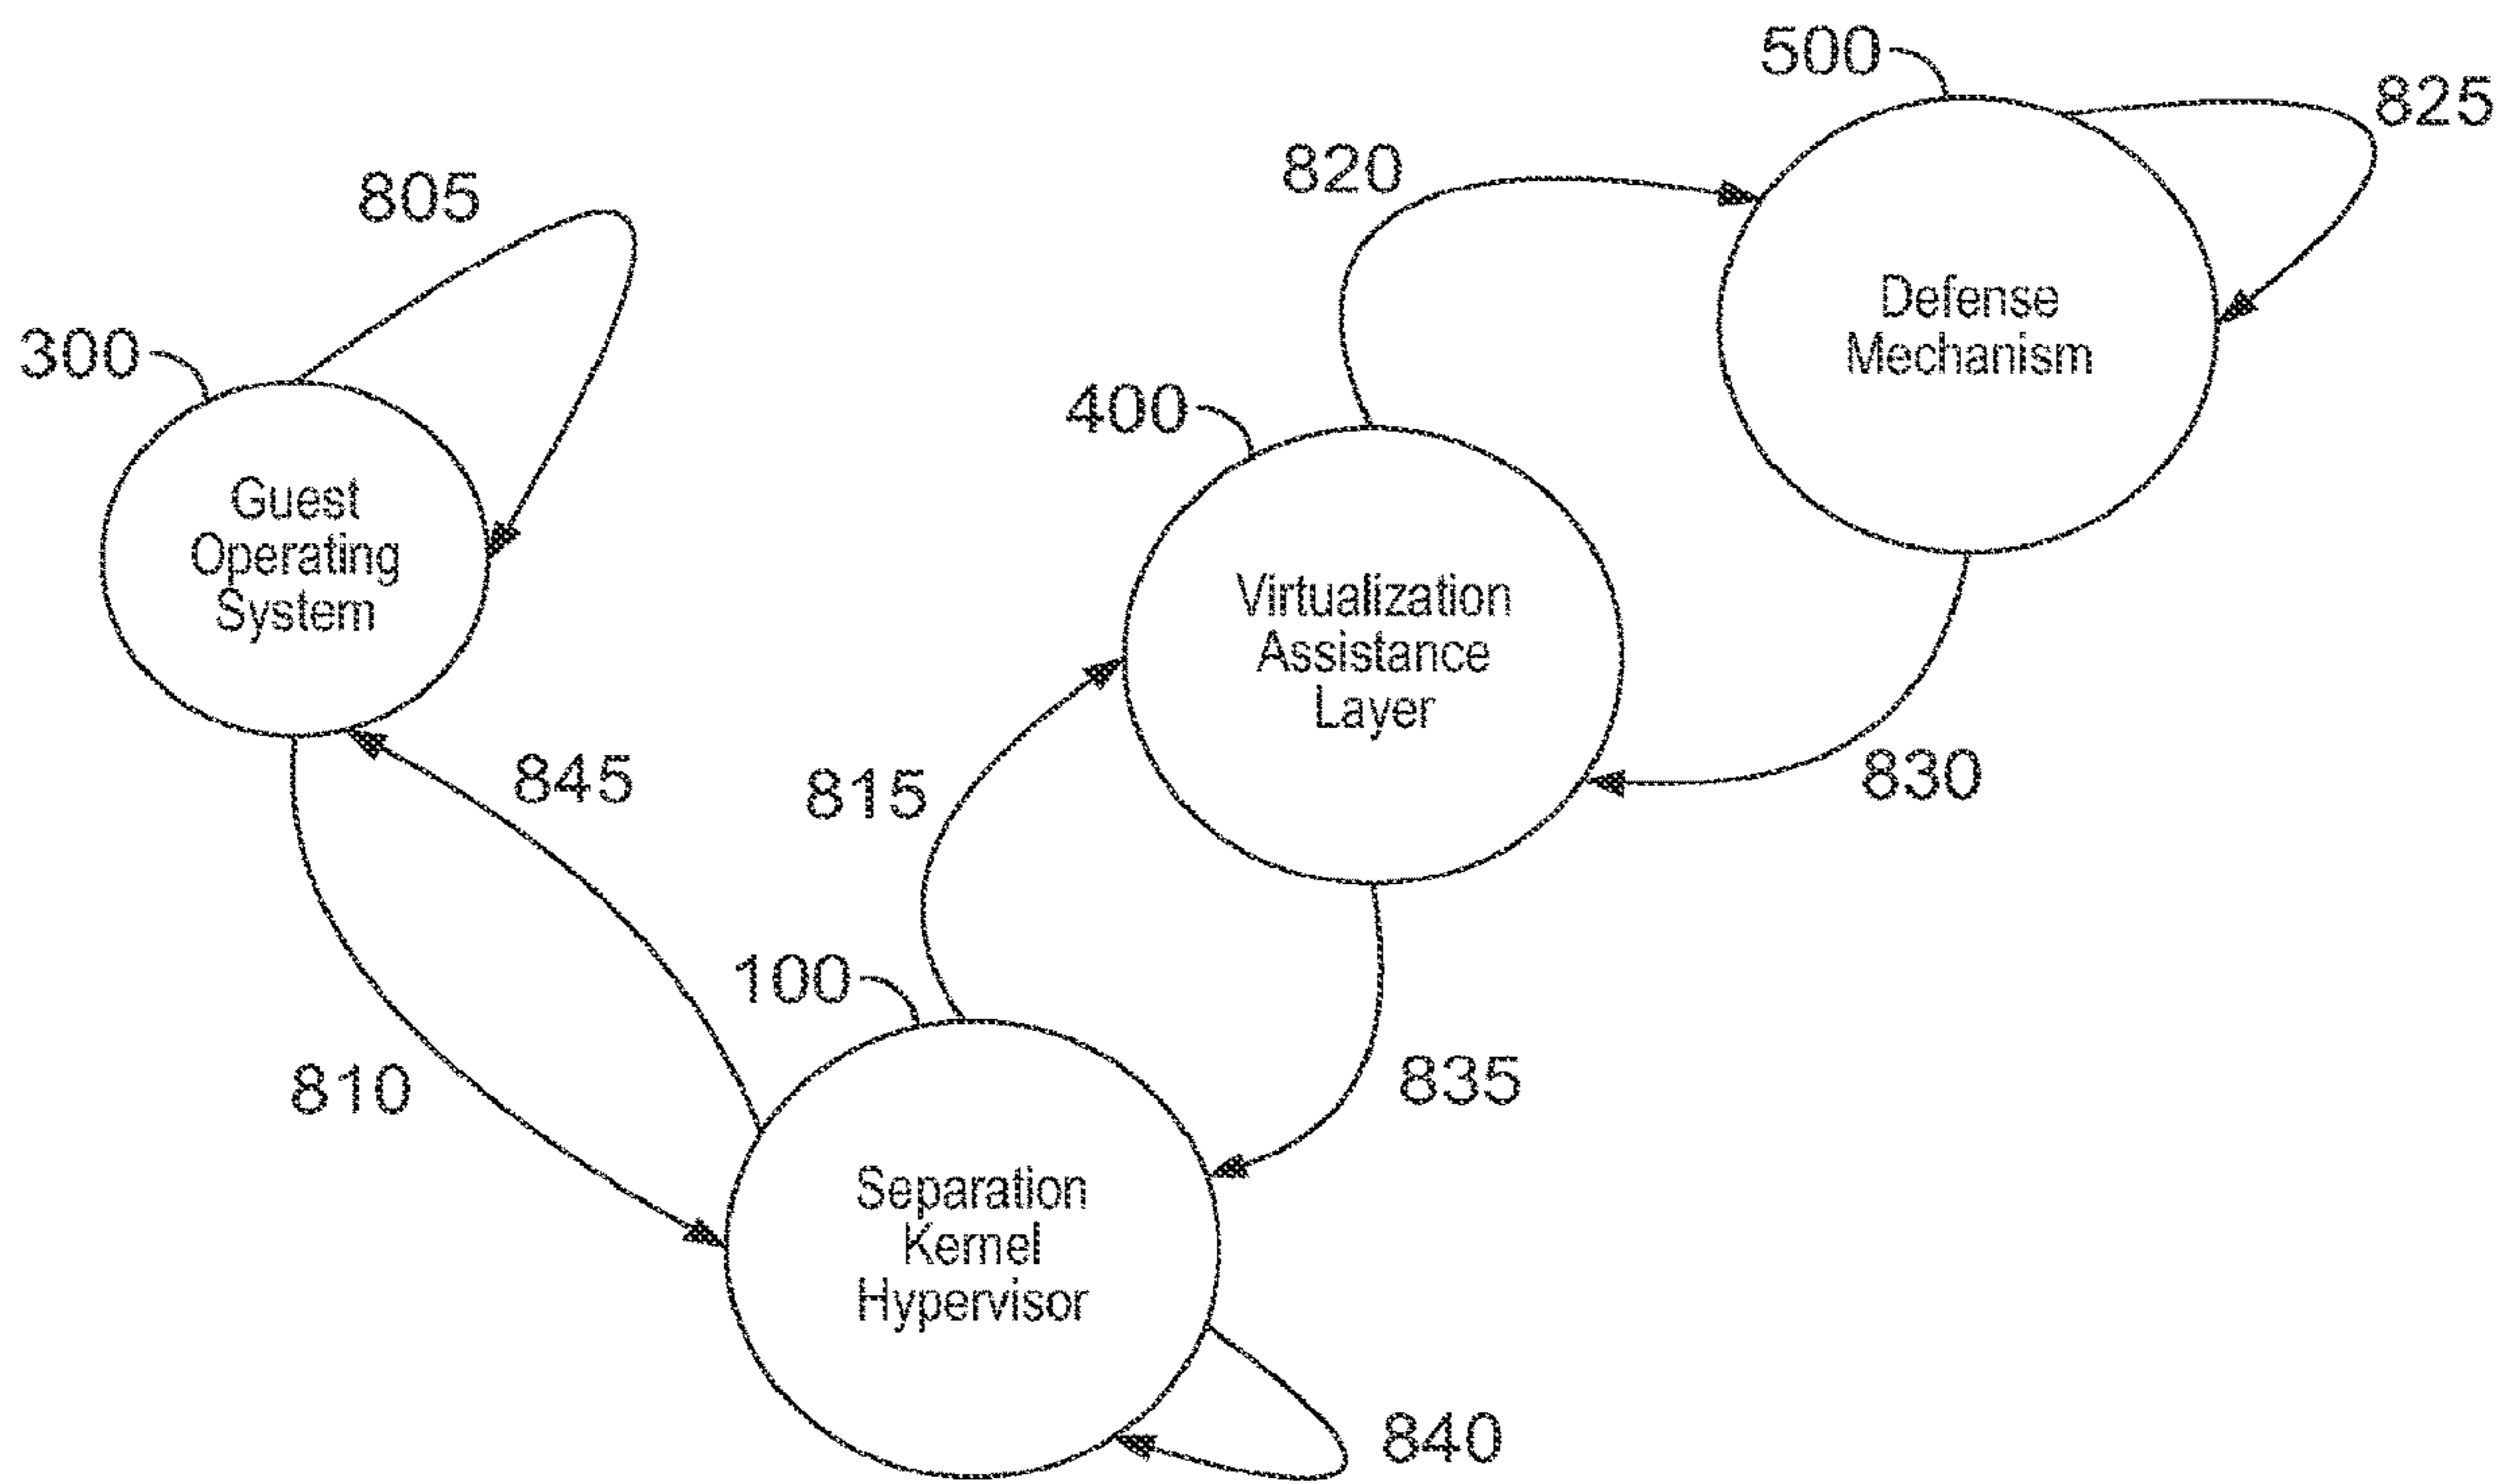 500
825
820
805
300
Defense
Mechanism
400
Guest
Operating
System
Virtualization
Assistance
Layer
845
815
830
100
810
835
Separation
Kernel
Hypervisor
840